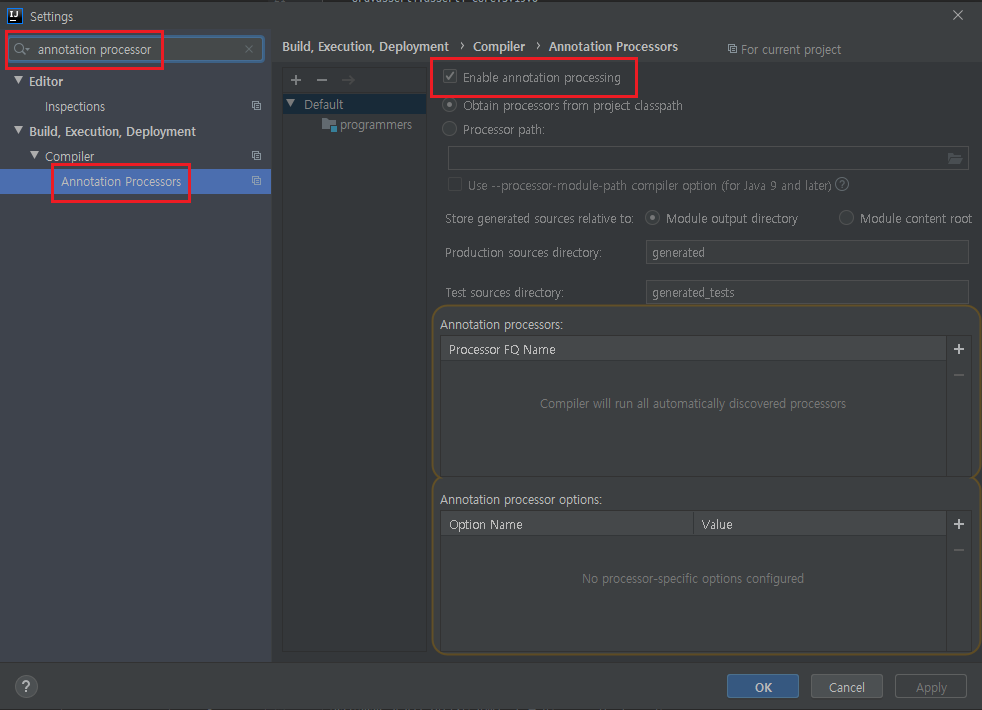 Settings
annotation processor
Editor
Inspections
Build, Execution, Deployment
Compiler
Annotation Processors
Build, Execution, Deployment › Compiler › Annotation Processors
For current project
Default
programmers
Enable annotation processing
Obtain processors from project classpath
Processor path:
Use --processor-module-path compiler option (for Java 9 and later) ?
Store generated sources relative to: Module output directory Module content root
Production sources directory: generated
Test sources directory: generated_tests
Annotation processors:
Processor FQ Name
Compiler will run all automatically discovered processors
Annotation processor options:
Option Name Value
No processor-specific options configured
? OK Cancel Apply